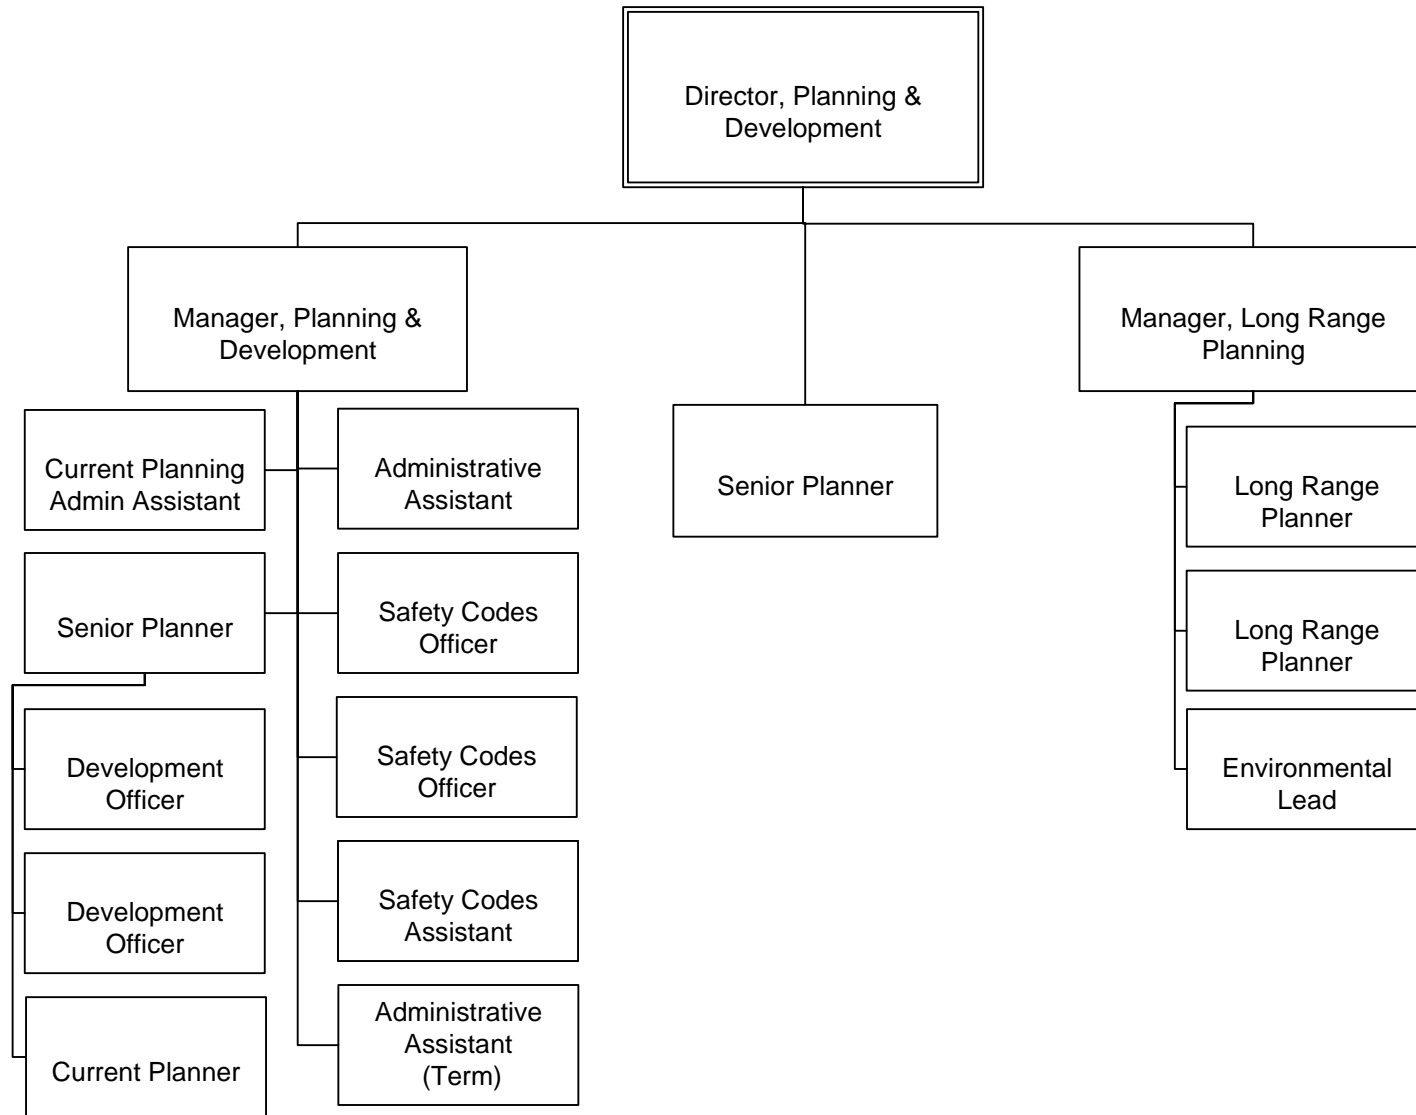 Director, Planning &
Development
Manager, Planning &
Development
Manager, Long Range
Planning
Senior Planner
Current Planning
Admin Assistant
Administrative
Assistant
Long Range
Planner
Senior Planner
Safety Codes
Officer
Long Range
Planner
Development
Officer
Safety Codes
Officer
Environmental
Lead
Development
Officer
Safety Codes
Assistant
Current Planner
Administrative
Assistant
(Term)